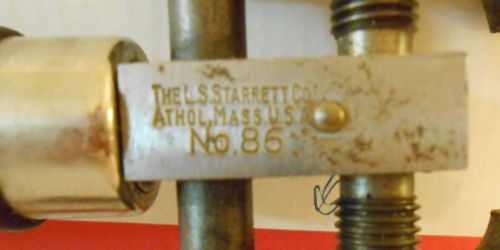 THE L.S. STARRETT CO.
ATHOL, MASS. U.S.A.
No. 86